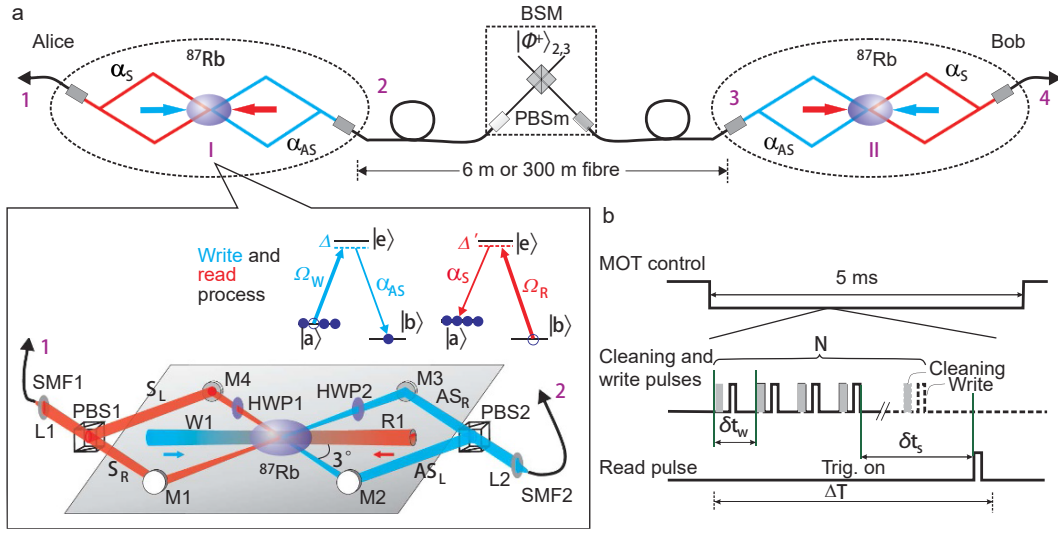 a
BSM
|Φ⁺⟩2,3
PBSm
Alice
⁸⁷Rb
αS
αAS
1
2
I
6 m or 300 m fibre
Bob
⁸⁷Rb
αS
αAS
3
4
II
Write and
read
process
Δ
|e⟩
ΩW
αAS
|a⟩
|b⟩
Δ′
|e⟩
αS
ΩR
|a⟩
|b⟩
1
SMF1
L1
PBS1
SL
SR
M4
HWP1
W1
M1
⁸⁷Rb
3°
HWP2
M3
ASR
R1
PBS2
2
M2
ASL
L2
SMF2
b
MOT control
5 ms
Cleaning and
write pulses
N
Cleaning
Write
δtw
δts
Read pulse
Trig. on
ΔT